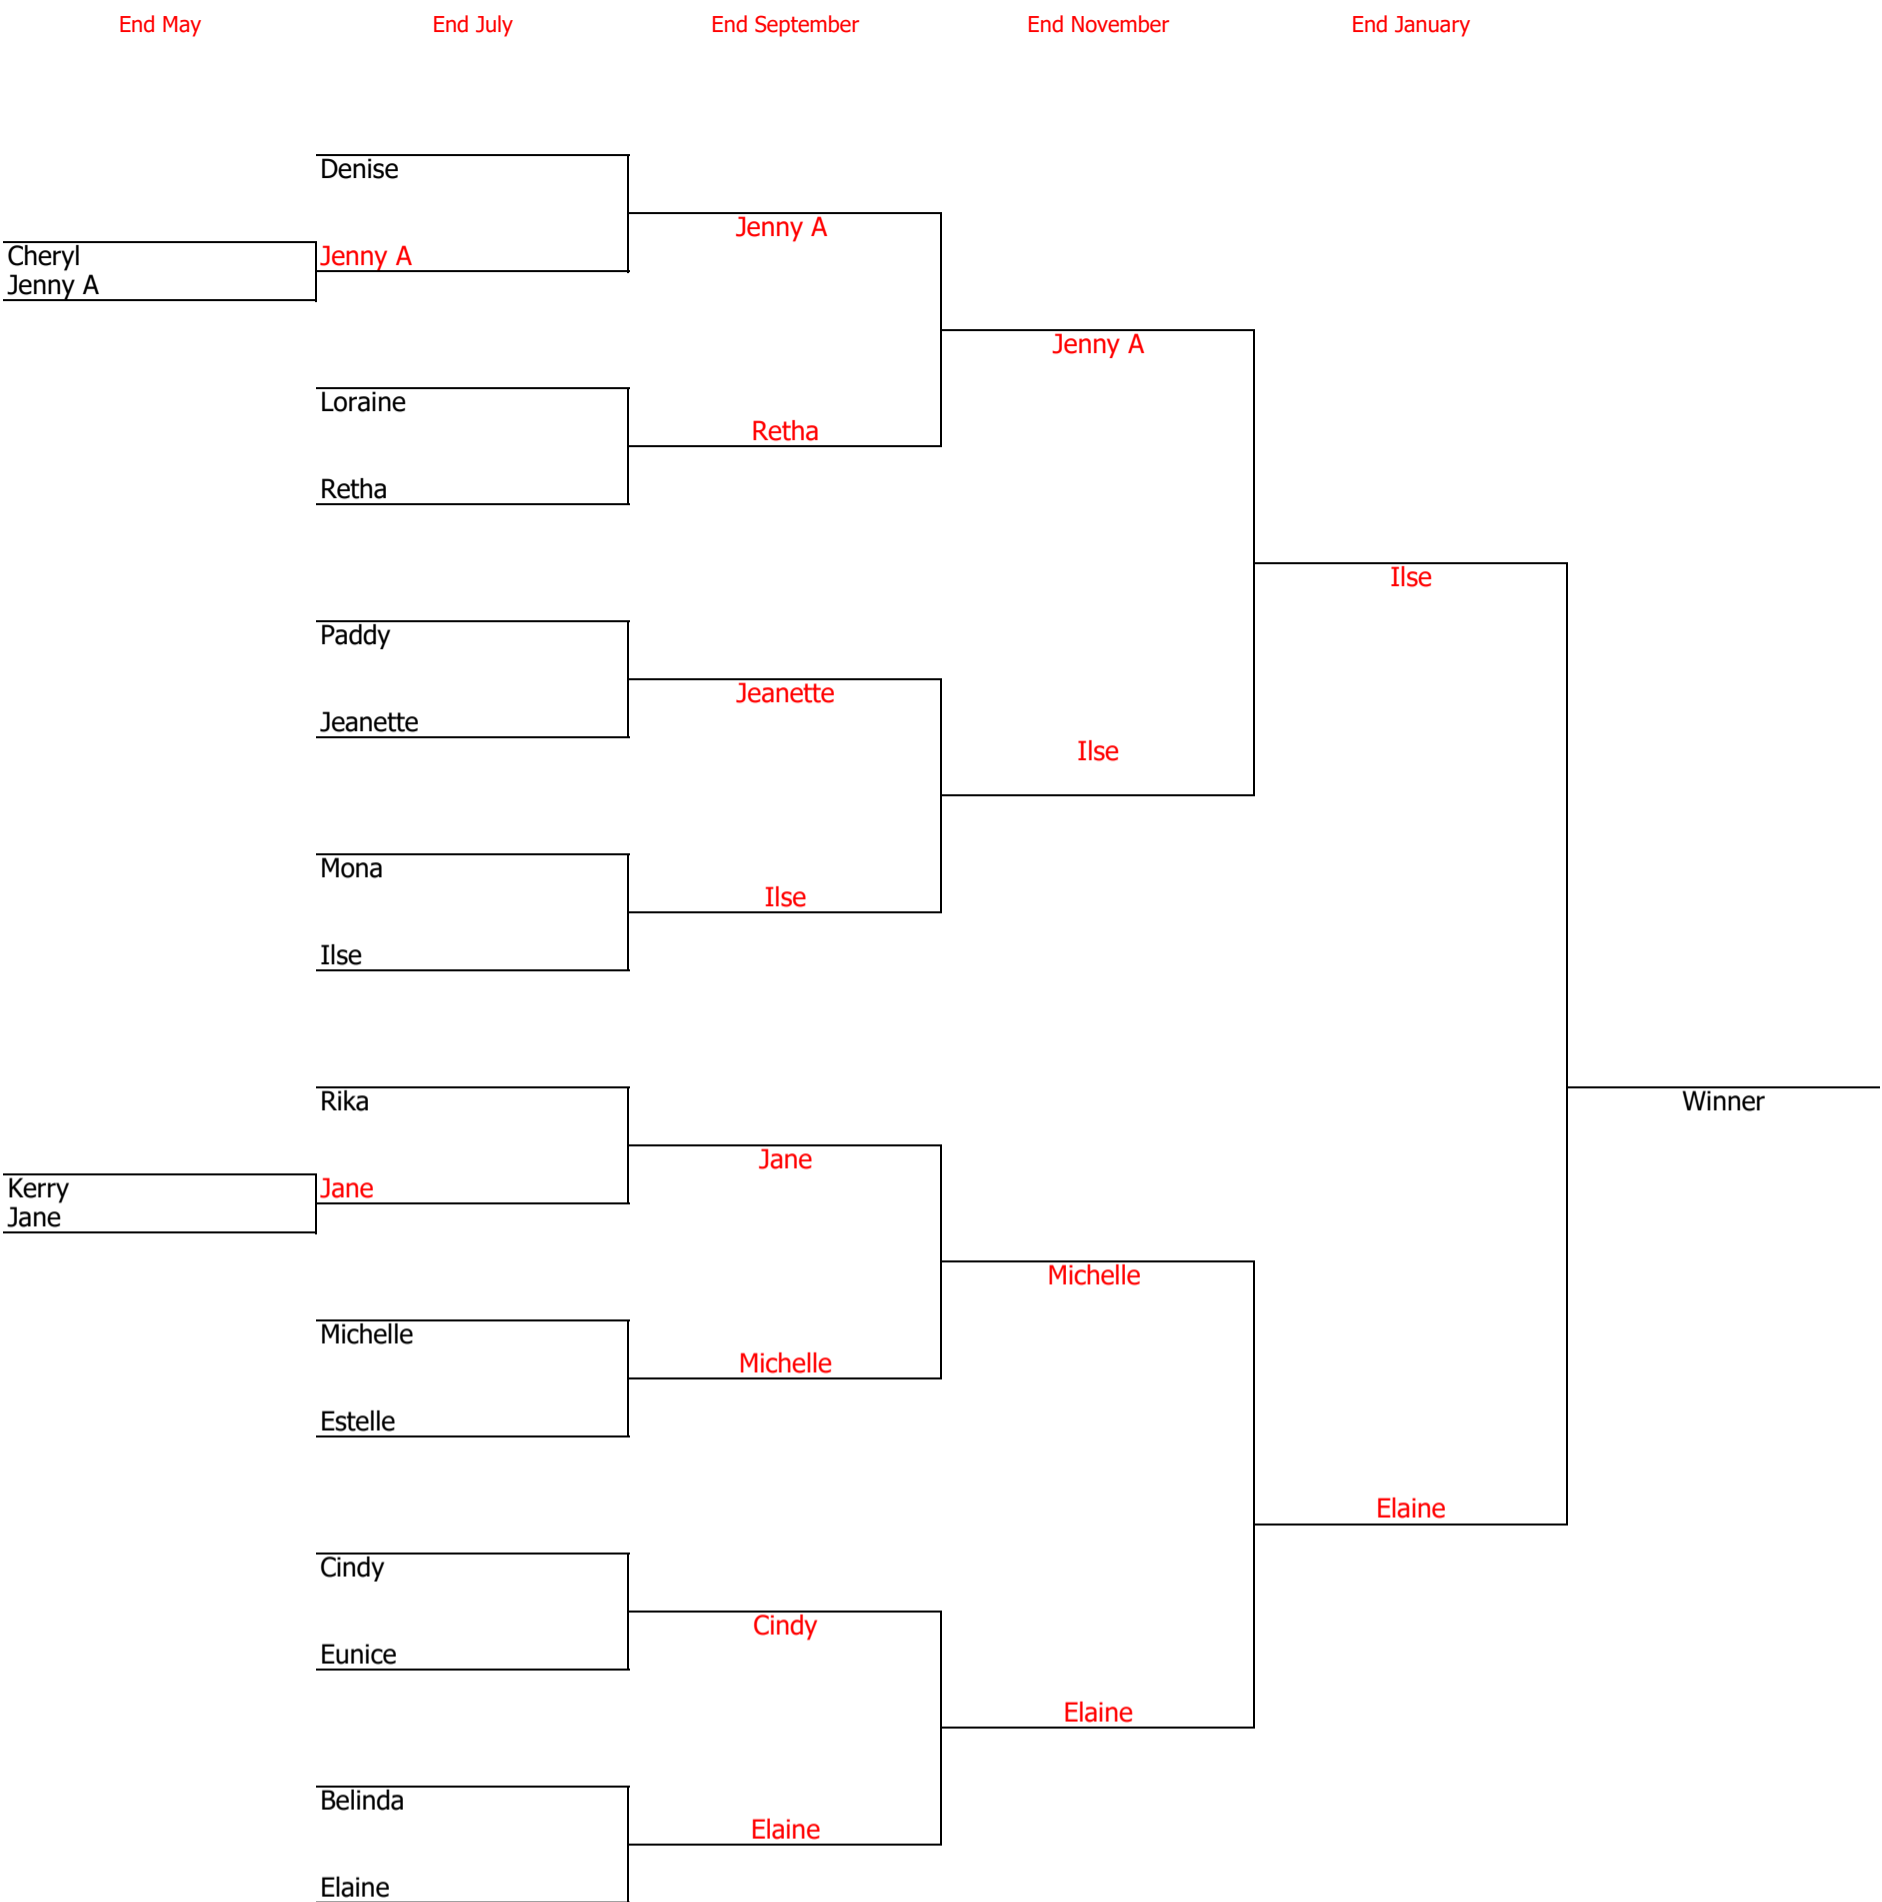 End May End July End September End November End January
Denise
Jenny A
Cheryl Jenny A
Jenny A
Jenny A
Loraine
Retha
Retha
Ilse
Paddy
Jeanette
Jeanette
Ilse
Mona
Ilse
Ilse
Rika
Winner
Jane
Kerry Jane
Jane
Michelle
Michelle
Michelle
Estelle
Elaine
Cindy
Cindy
Eunice
Elaine
Belinda
Elaine
Elaine